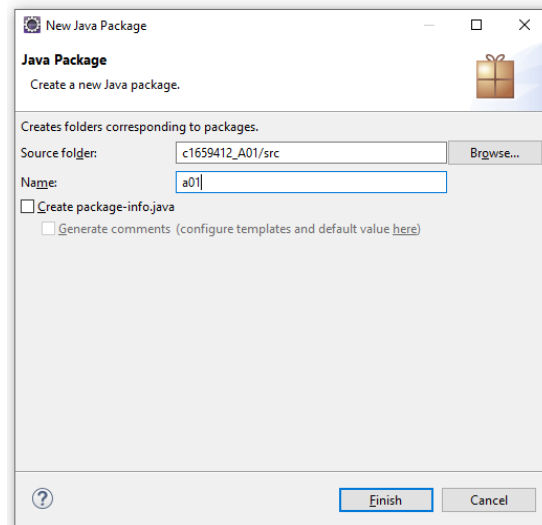 New Java Package
Java Package
Create a new Java package.
Creates folders corresponding to packages.
Source folder: c1659412_A01/src Browse...
Name: a01
Create package-info.java
Generate comments (configure templates and default value here)
? Finish Cancel